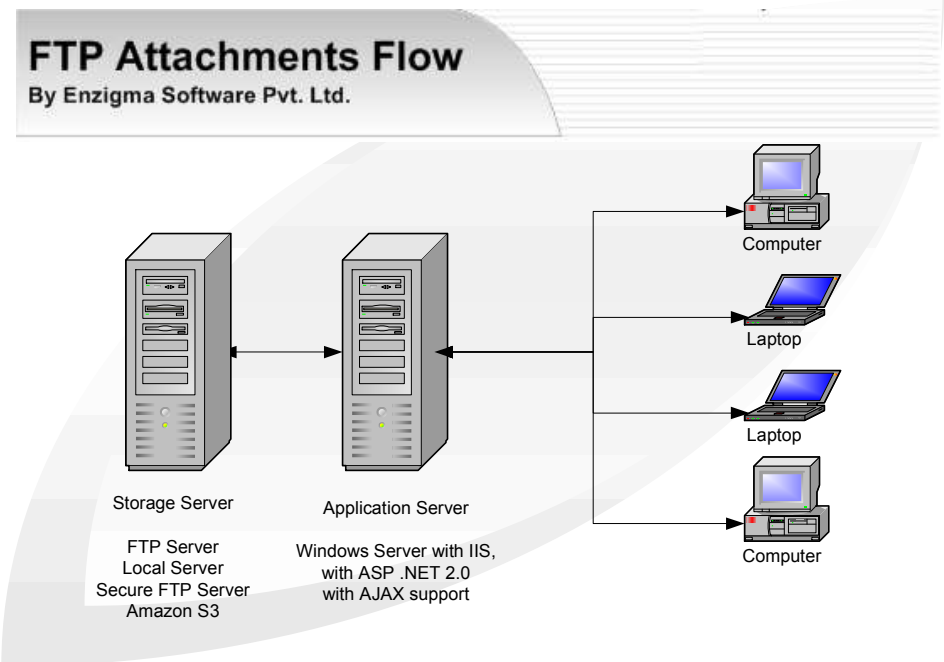 FTP Attachments Flow
By Enzigma Software Pvt. Ltd.
Computer
Laptop
Laptop
Computer
Storage Server
FTP Server
Local Server
Secure FTP Server
Amazon S3
Application Server
Windows Server with IIS,
with ASP .NET 2.0
with AJAX support